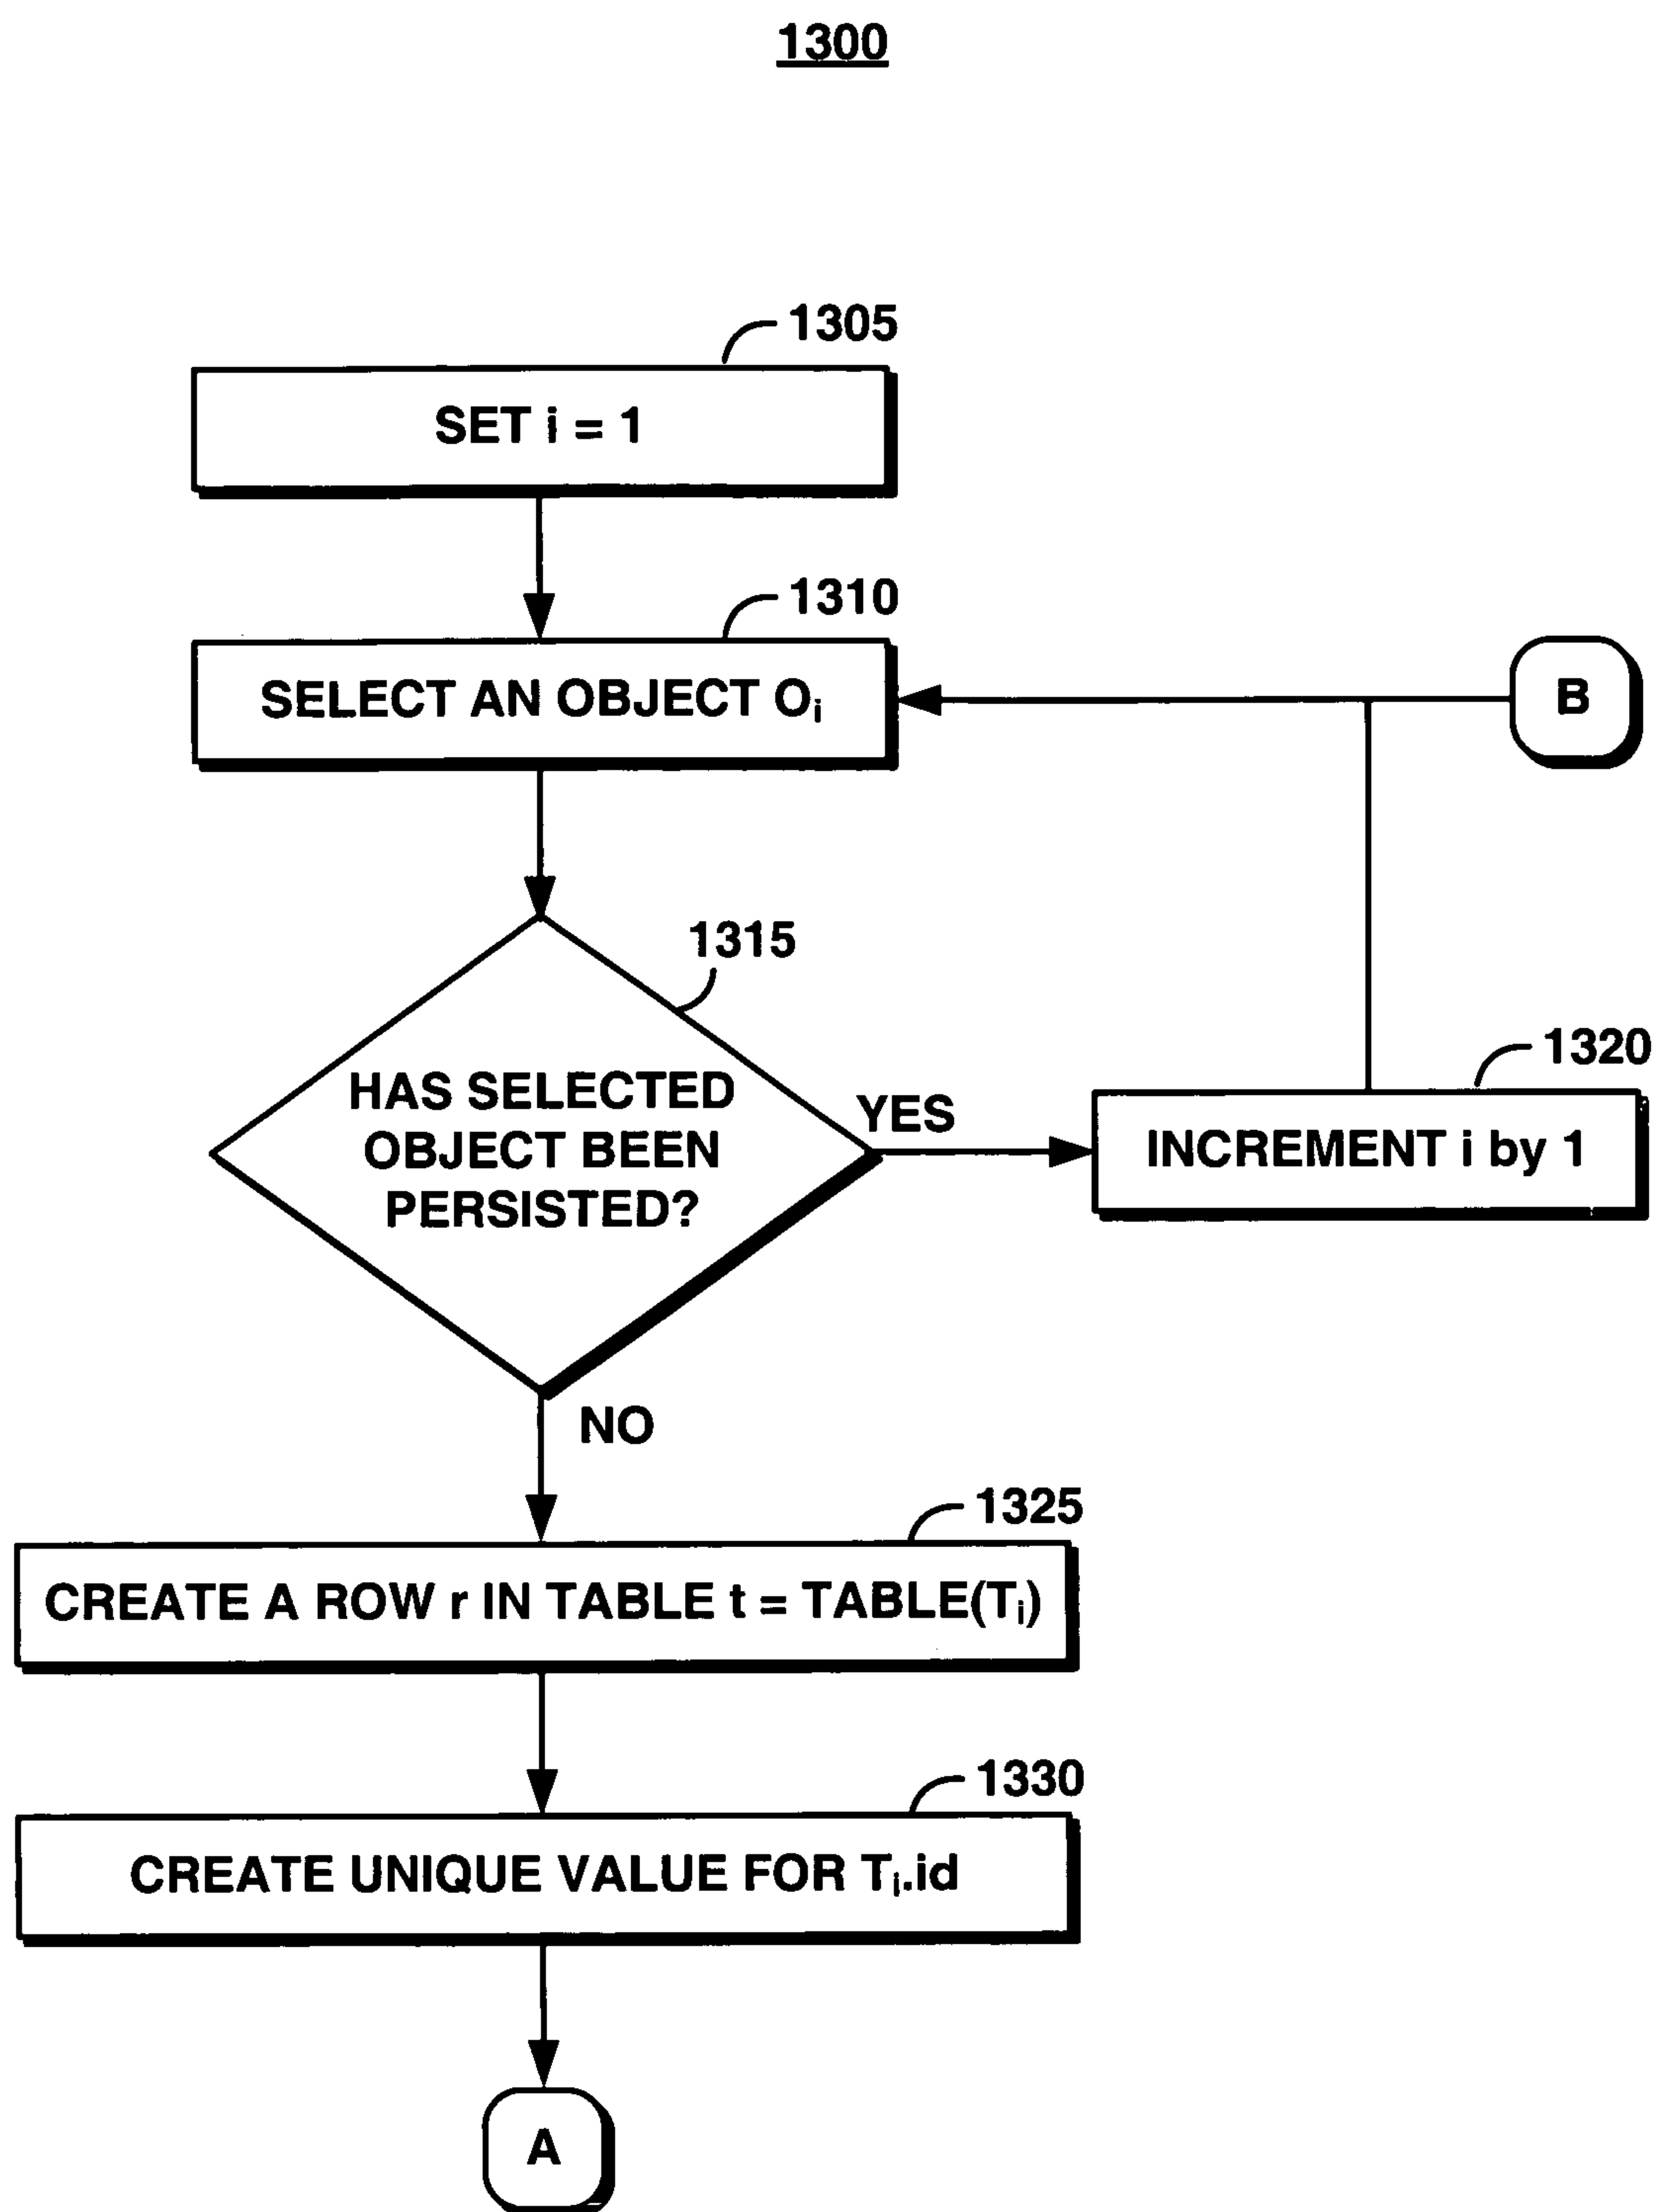 1300
1305
SET i = 1
1310
SELECT AN OBJECT Oᵢ
B
1315
HAS SELECTED
OBJECT BEEN
PERSISTED?
YES
1320
INCREMENT i by 1
NO
1325
CREATE A ROW r IN TABLE t = TABLE(Tᵢ)
1330
CREATE UNIQUE VALUE FOR Tᵢ.id
A